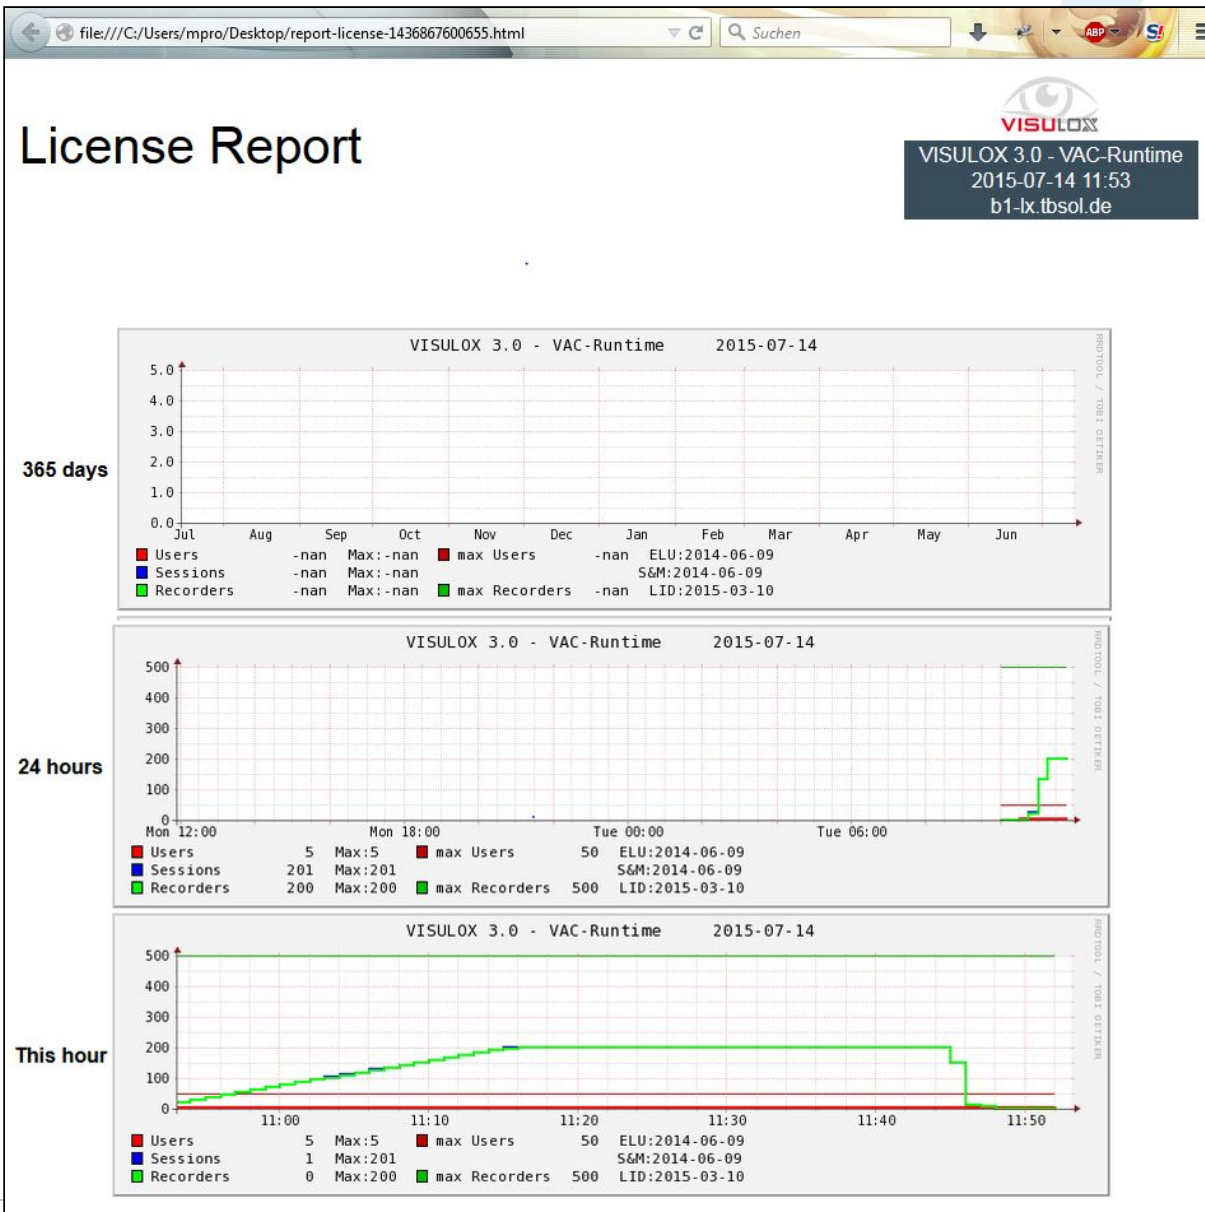 file:///C:/Users/mpro/Desktop/report-license-1436867600655.html
Suchen
ABP
S!
License Report
VISULOX
VISULOX 3.0 - VAC-Runtime
2015-07-14 11:53
b1-lx.tbsol.de
365 days
VISULOX 3.0 - VAC-Runtime 2015-07-14
RRDTOOL / TOBI OETIKER
5.0
4.0
3.0
2.0
1.0
0.0
Jul Aug Sep Oct Nov Dec Jan Feb Mar Apr May Jun
Users -nan Max:-nan max Users -nan ELU:2014-06-09
Sessions -nan Max:-nan S&M:2014-06-09
Recorders -nan Max:-nan max Recorders -nan LID:2015-03-10
24 hours
VISULOX 3.0 - VAC-Runtime 2015-07-14
RRDTOOL / TOBI OETIKER
500
400
300
200
100
0
Mon 12:00 Mon 18:00 Tue 00:00 Tue 06:00
Users 5 Max:5 max Users 50 ELU:2014-06-09
Sessions 201 Max:201 S&M:2014-06-09
Recorders 200 Max:200 max Recorders 500 LID:2015-03-10
This hour
VISULOX 3.0 - VAC-Runtime 2015-07-14
RRDTOOL / TOBI OETIKER
500
400
300
200
100
0
11:00 11:10 11:20 11:30 11:40 11:50
Users 5 Max:5 max Users 50 ELU:2014-06-09
Sessions 1 Max:201 S&M:2014-06-09
Recorders 0 Max:200 max Recorders 500 LID:2015-03-10